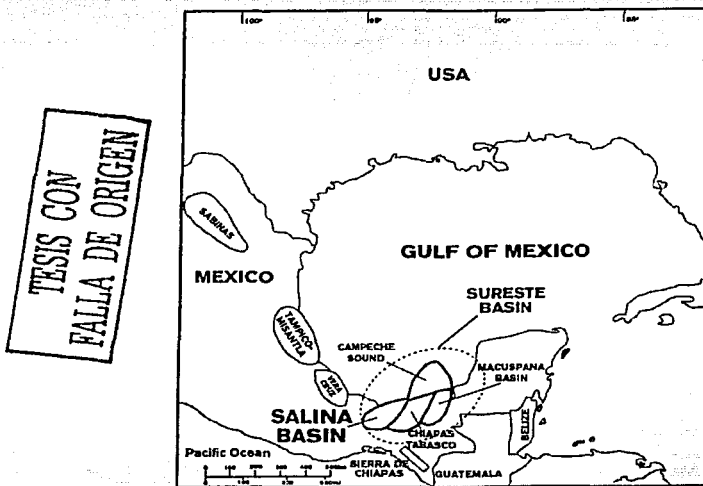 TESIS CON
FALLA DE ORIGEN
100°
USA
SABINAS
MEXICO
GULF OF MEXICO
SURESTE
BASIN
TAMPICO-
MISANTLA
CAMPECHE
SOUND
MACUSPANA
BASIN
VERA
CRUZ
SALINA
BASIN
CHIAPAS
TABASCO
BELIZE
Pacific Ocean
SIERRA DE
CHIAPAS
GUATEMALA